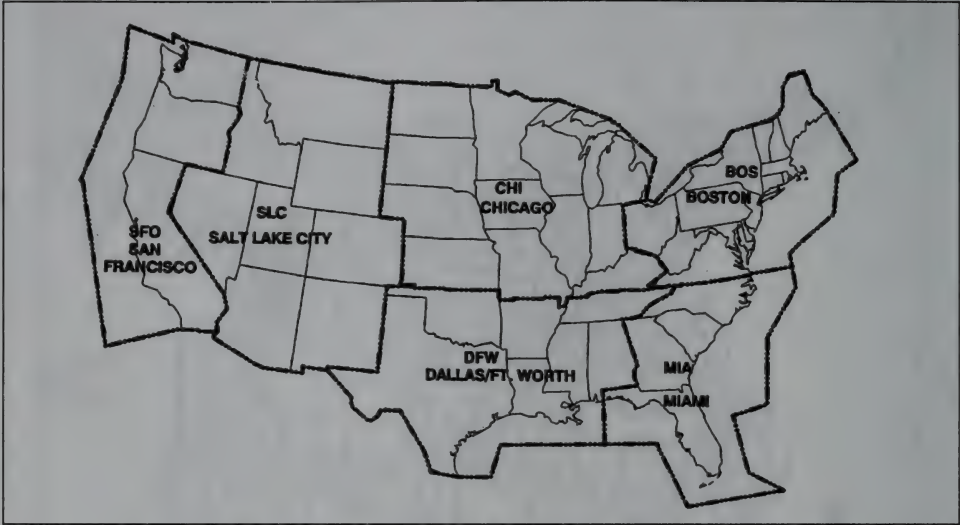 BOS
BOSTON
CHI
CHICAGO
SLC
SALT LAKE CITY
SFO
SAN
FRANCISCO
DFW
DALLAS/FT. WORTH
MIA
MIAMI